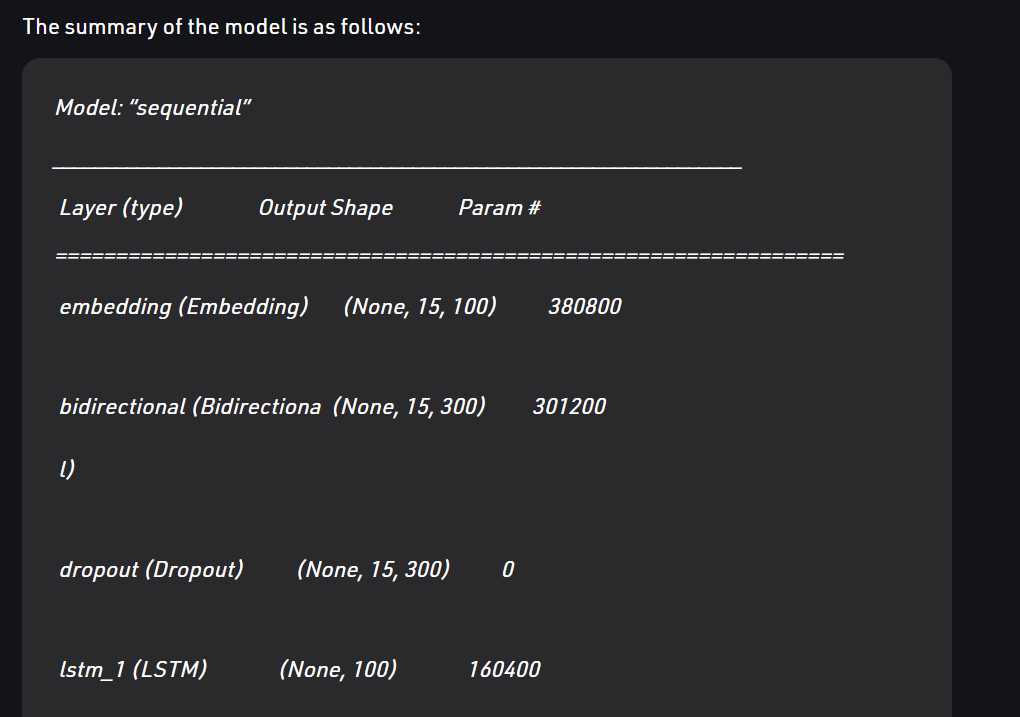 The summary of the model is as follows:
Model: “sequential”
_________________________________________________________________
Layer (type) Output Shape Param #
=================================================================
embedding (Embedding) (None, 15, 100) 380800
bidirectional (Bidirectiona (None, 15, 300) 301200
l)
dropout (Dropout) (None, 15, 300) 0
lstm_1 (LSTM) (None, 100) 160400